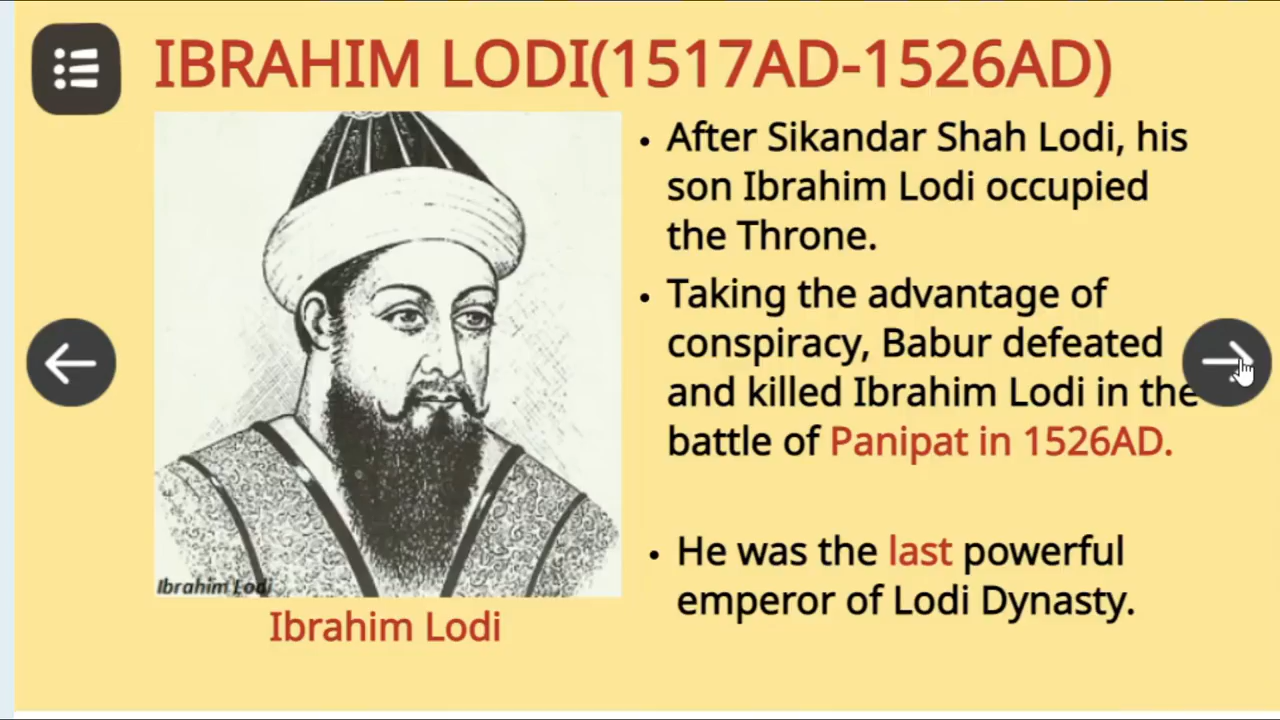 IBRAHIM LODI(1517AD-1526AD)
• After Sikandar Shah Lodi, his
son Ibrahim Lodi occupied
the Throne.
• Taking the advantage of
conspiracy, Babur defeated
and killed Ibrahim Lodi in the
battle of Panipat in 1526AD.
• He was the last powerful
emperor of Lodi Dynasty.
Ibrahim Lodi
Ibrahim Lodi